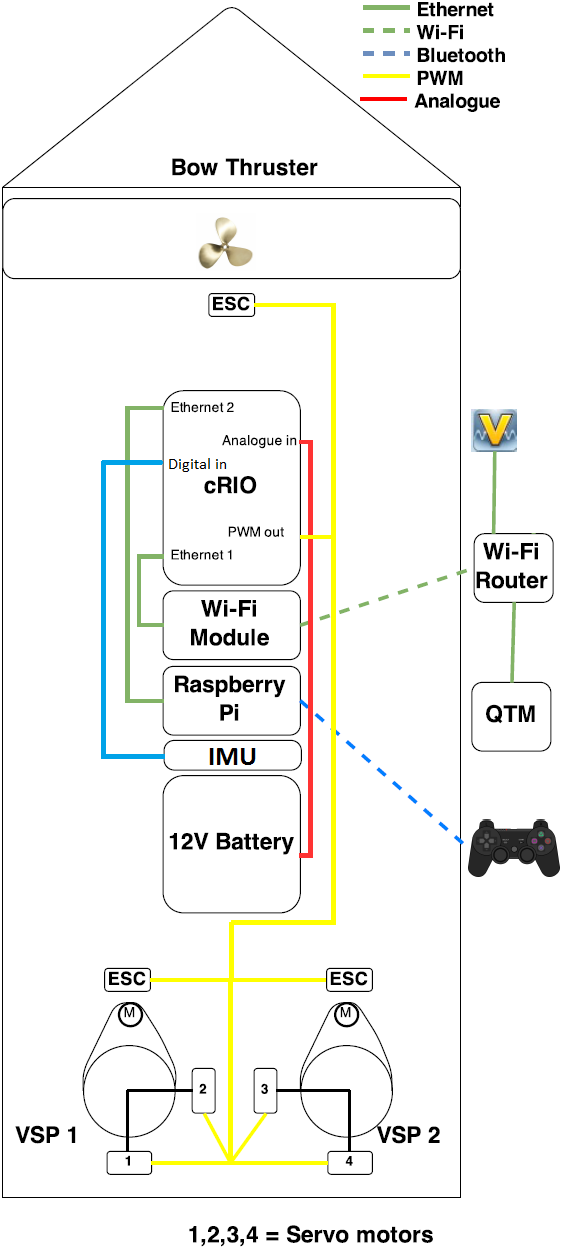 Ethernet
Wi-Fi
Bluetooth
PWM
Analogue
Bow Thruster
ESC
Ethernet 2
Analogue in
Digital in
cRIO
PWM out
Ethernet 1
V
Wi-Fi
Router
Wi-Fi
Module
Raspberry
Pi
QTM
IMU
12V Battery
ESC
ESC
M
M
2
3
VSP 1
VSP 2
1
4
1,2,3,4 = Servo motors